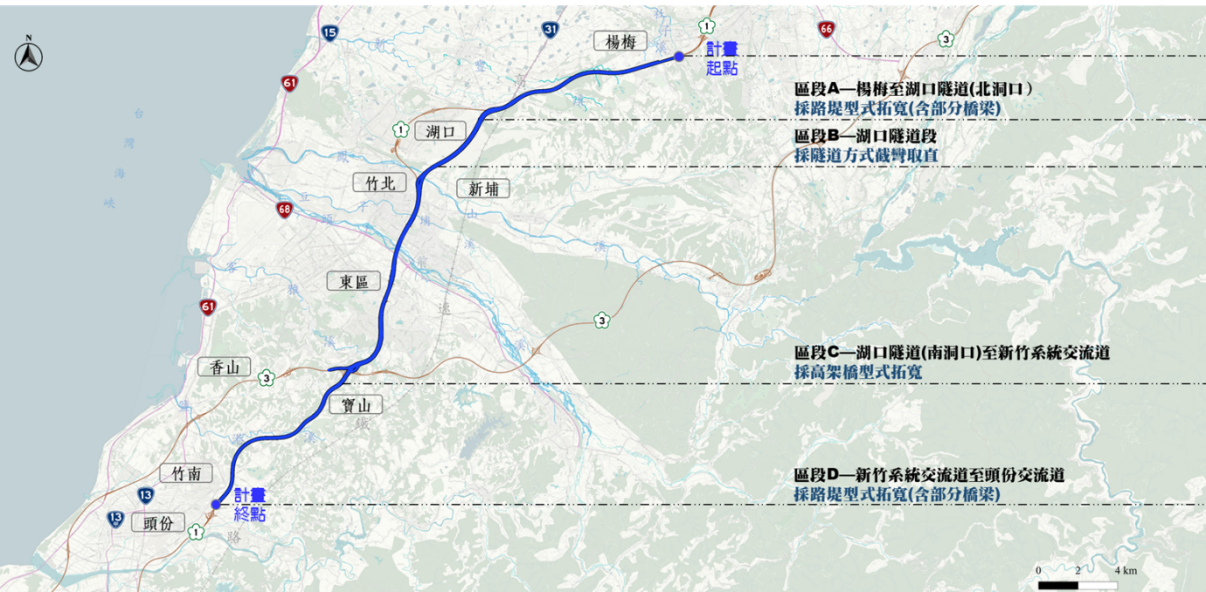 N
15
31
1
66
3
楊梅
計畫
起點
61
區段A—楊梅至湖口隧道(北洞口)
採路堤型式拓寬(含部分橋梁)
台灣海峽
1
湖口
區段B—湖口隧道段
採隧道方式截彎取直
竹北
新埔
68
東區
61
3
區段C—湖口隧道(南洞口)至新竹系統交流道
採高架橋型式拓寬
香山
3
寶山
竹南
區段D—新竹系統交流道至頭份交流道
採路堤型式拓寬(含部分橋梁)
13
計畫
終點
13
頭份
1
路
0 2 4 km